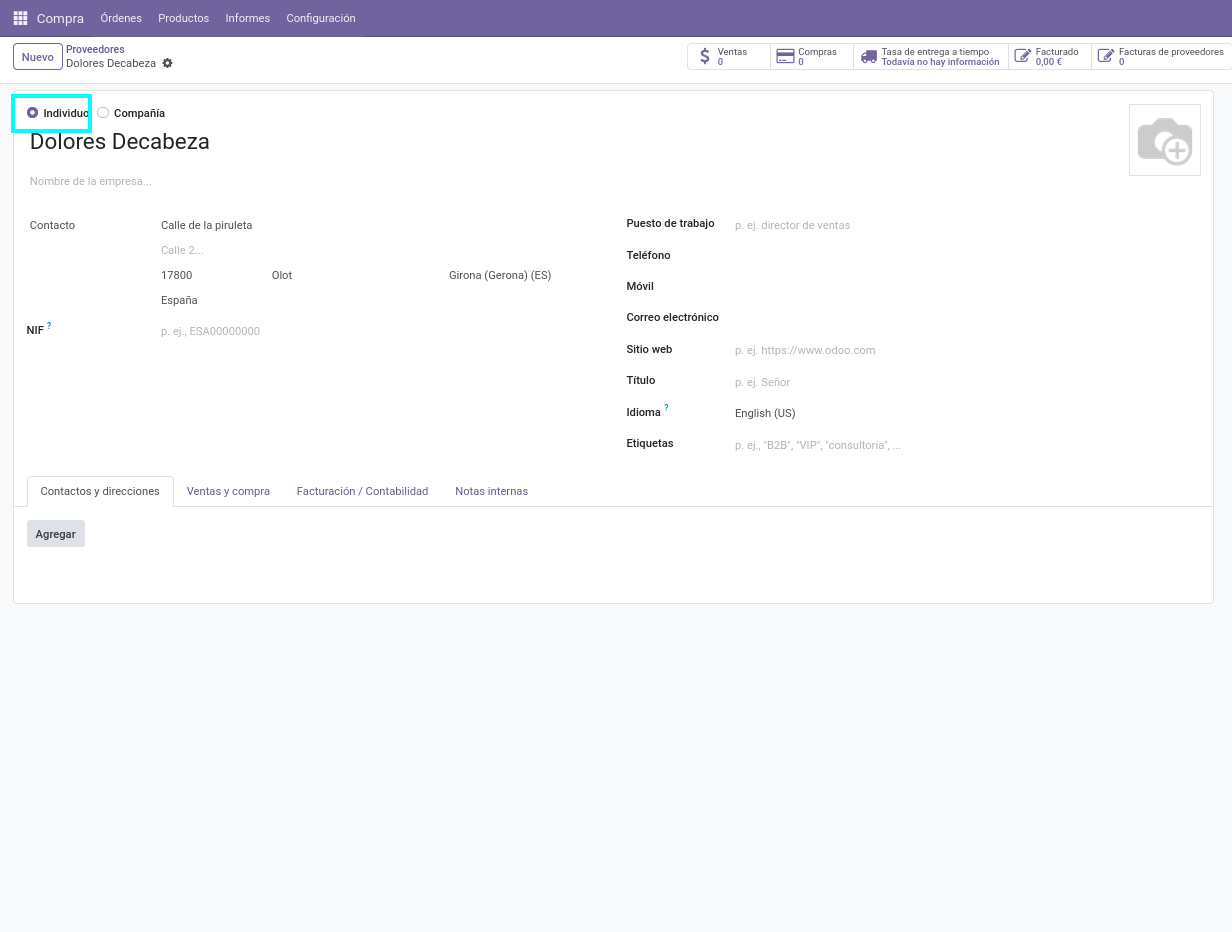 Compra Órdenes Productos Informes Configuración
Nuevo
Proveedores
Dolores Decabeza
Ventas
0
Compras
0
Tasa de entrega a tiempo
Todavía no hay información
Facturado
0,00 €
Facturas de proveedores
0
Individuo Compañía
Dolores Decabeza
Nombre de la empresa...
Contacto
Calle de la piruleta
Calle 2...
17800 Olot Girona (Gerona) (ES)
España
NIF ? p. ej., ESA00000000
Puesto de trabajo p. ej. director de ventas
Teléfono
Móvil
Correo electrónico
Sitio web p. ej. https://www.odoo.com
Título p. ej. Señor
Idioma ? English (US)
Etiquetas p. ej., "B2B", "VIP", "consultoría", ...
Contactos y direcciones Ventas y compra Facturación / Contabilidad Notas internas
Agregar